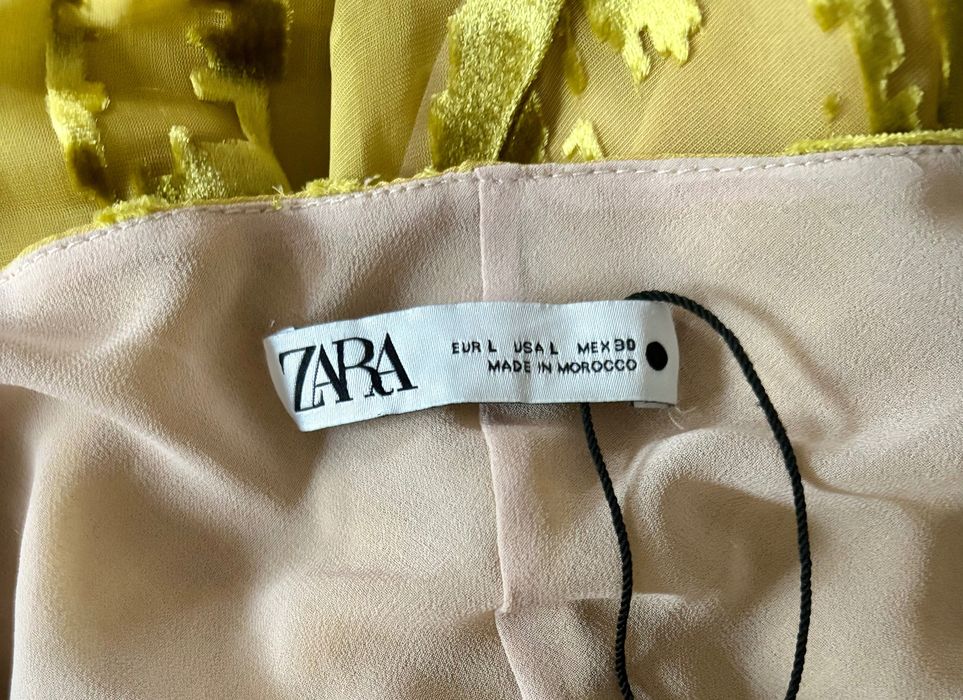 ZARA
EUR L USA L MEX 30
MADE IN MOROCCO